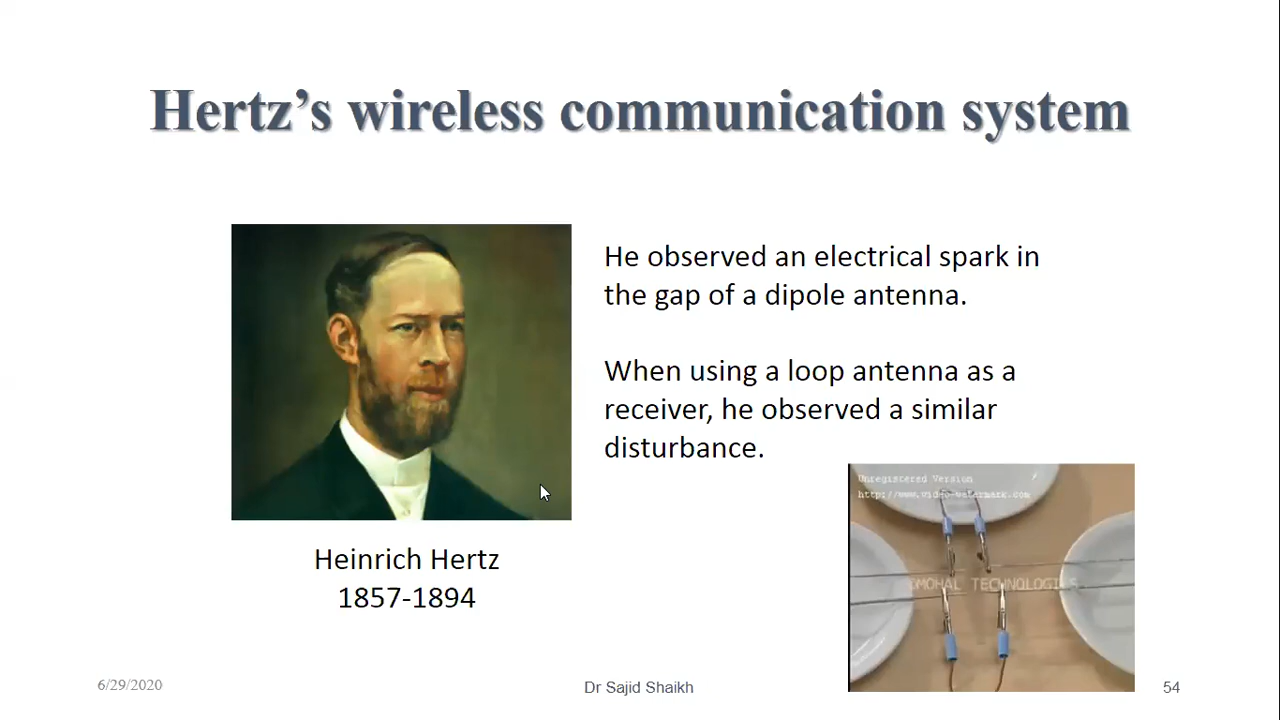 Hertz's wireless communication system
He observed an electrical spark in
the gap of a dipole antenna.
When using a loop antenna as a
receiver, he observed a similar
disturbance.
Unregistered Version
http://www.video-watermark.com
TECHNOLOGIES
Heinrich Hertz
1857-1894
6/29/2020
Dr Sajid Shaikh
54